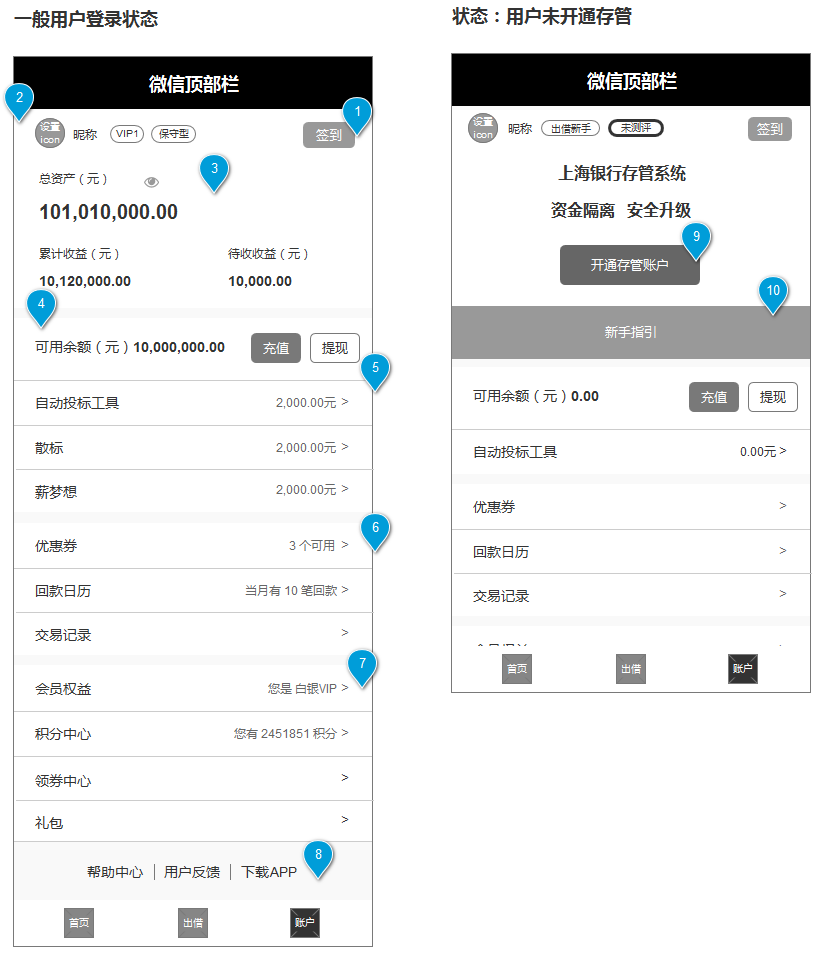 一般用户登录状态
微信顶部栏
2
1
设置
icon
昵称
VIP1
保守型
签到
3
总资产（元）
101,010,000.00
累计收益（元）
待收收益（元）
10,120,000.00
10,000.00
4
可用余额（元）10,000,000.00
充值
提现
5
自动投标工具
2,000.00元 >
散标
2,000.00元 >
薪梦想
2,000.00元 >
6
优惠券
3 个可用 >
回款日历
当月有 10 笔回款 >
交易记录
>
7
会员权益
您是 白银VIP >
积分中心
您有 2451851 积分 >
领券中心
>
礼包
>
8
帮助中心 | 用户反馈 | 下载APP
首页
出借
账户
状态：用户未开通存管
微信顶部栏
设置
icon
昵称
出借新手
未测评
签到
上海银行存管系统
资金隔离 安全升级
9
开通存管账户
10
新手指引
可用余额（元）0.00
充值
提现
自动投标工具
0.00元 >
优惠券
>
回款日历
>
交易记录
>
首页
出借
账户